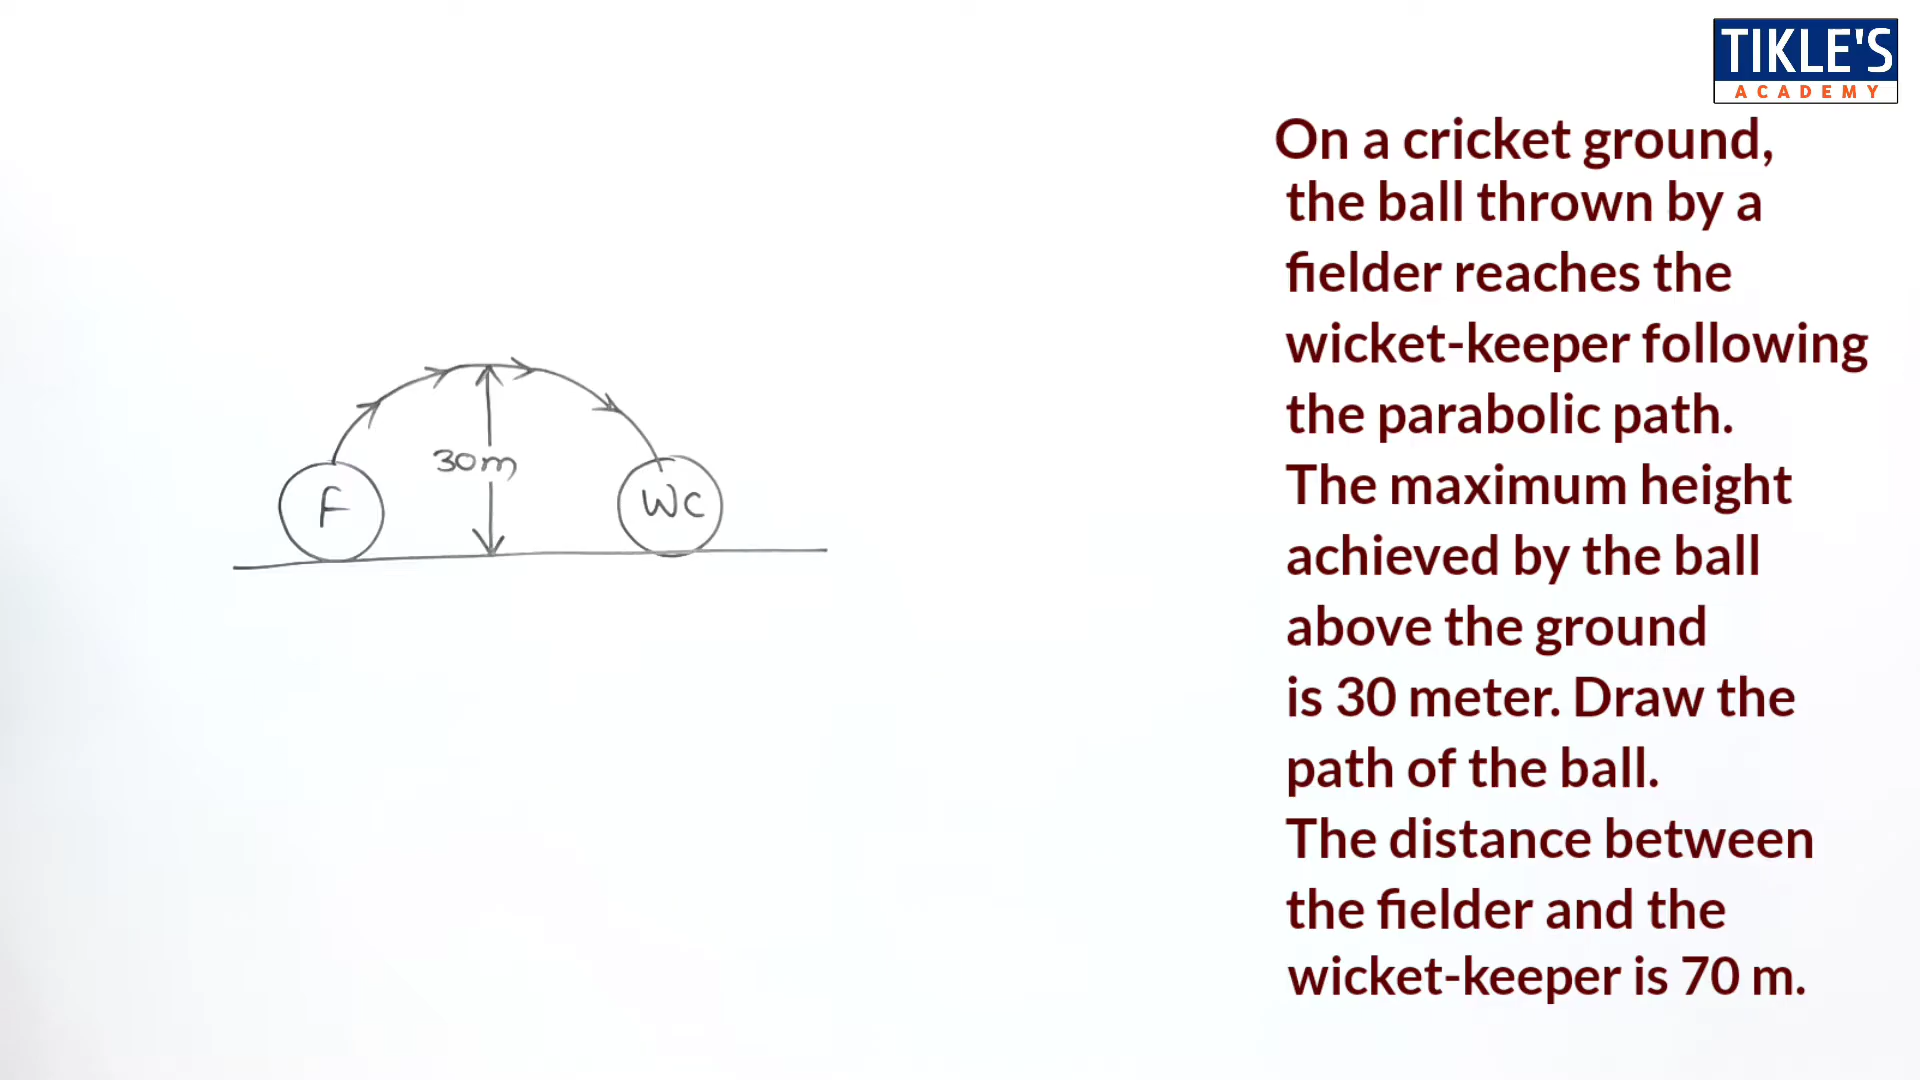 TIKLE'S
ACADEMY
On a cricket ground,
the ball thrown by a
fielder reaches the
wicket-keeper following
the parabolic path.
The maximum height
achieved by the ball
above the ground
is 30 meter. Draw the
path of the ball.
The distance between
the fielder and the
wicket-keeper is 70 m.
30m
F
WC